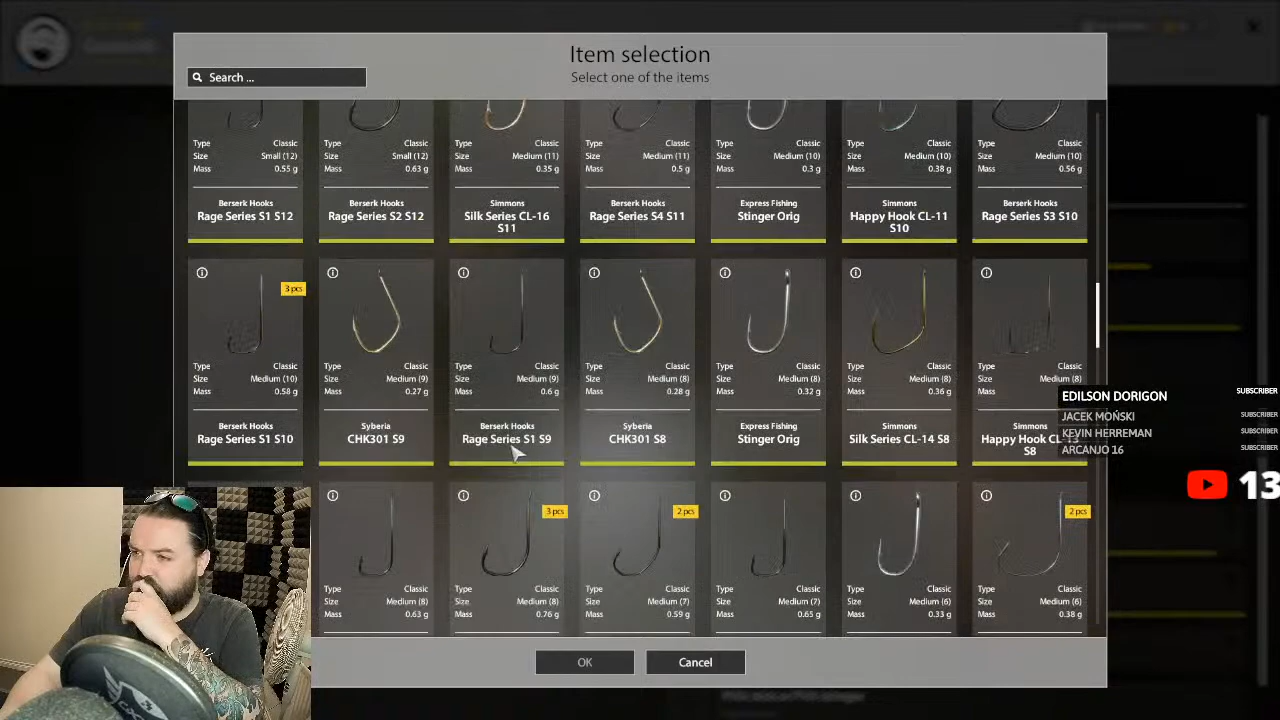 Item selection
Search ...
Select one of the items
Type Classic
Size Small (12)
Mass 0.55 g
Berserk Hooks
Rage Series S1 S12
Type Classic
Size Small (12)
Mass 0.63 g
Berserk Hooks
Rage Series S2 S12
Type Classic
Size Medium (11)
Mass 0.35 g
Simmons
Silk Series CL-16
S11
Type Classic
Size Medium (11)
Mass 0.5 g
Berserk Hooks
Rage Series S4 S11
Type Classic
Size Medium (10)
Mass 0.3 g
Express Fishing
Stinger Orig
Type Classic
Size Medium (10)
Mass 0.38 g
Simmons
Happy Hook CL-11
S10
Type Classic
Size Medium (10)
Mass 0.56 g
Berserk Hooks
Rage Series S3 S10
3 pcs
Type Classic
Size Medium (10)
Mass 0.58 g
Berserk Hooks
Rage Series S1 S10
Type Classic
Size Medium (9)
Mass 0.27 g
Syberia
CHK301 S9
Type Classic
Size Medium (9)
Mass 0.6 g
Berserk Hooks
Rage Series S1 S9
Type Classic
Size Medium (8)
Mass 0.28 g
Syberia
CHK301 S8
Type Classic
Size Medium (8)
Mass 0.32 g
Express Fishing
Stinger Orig
Type Classic
Size Medium (8)
Mass 0.36 g
Simmons
Silk Series CL-14 S8
Type Classic
Size Medium (8)
Mass
Simmons
Happy Hook
S8
EDILSON DORIGON SUBSCRIBER
JACEK MOŃSKI SUBSCRIBER
KEVIN HERREMAN SUBSCRIBER
ARCANJO 16 SUBSCRIBER
13
Type Classic
Size Medium (8)
Mass 0.63 g
3 pcs
Type Classic
Size Medium (8)
Mass 0.76 g
2 pcs
Type Classic
Size Medium (7)
Mass 0.59 g
Type Classic
Size Medium (7)
Mass 0.65 g
Type Classic
Size Medium (6)
Mass 0.33 g
2 pcs
Type Classic
Size Medium (6)
Mass 0.38 g
OK
Cancel